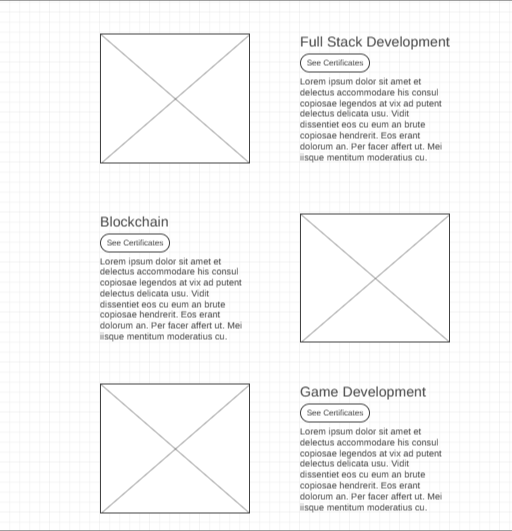 Full Stack Development
See Certificates
Lorem ipsum dolor sit amet et
delectus accommodare his consul
copiosae legendos at vix ad putent
delectus delicata usu. Vidit
dissentiet eos cu eum an brute
copiosae hendrerit. Eos erant
dolorum an. Per facer affert ut. Mei
iisque mentitum moderatius cu.
Blockchain
See Certificates
Lorem ipsum dolor sit amet et
delectus accommodare his consul
copiosae legendos at vix ad putent
delectus delicata usu. Vidit
dissentiet eos cu eum an brute
copiosae hendrerit. Eos erant
dolorum an. Per facer affert ut. Mei
iisque mentitum moderatius cu.
Game Development
See Certificates
Lorem ipsum dolor sit amet et
delectus accommodare his consul
copiosae legendos at vix ad putent
delectus delicata usu. Vidit
dissentiet eos cu eum an brute
copiosae hendrerit. Eos erant
dolorum an. Per facer affert ut. Mei
iisque mentitum moderatius cu.